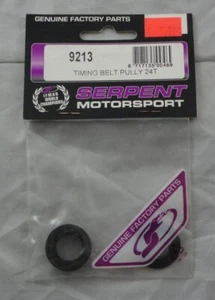 GENUINE FACTORY PARTS
9213
TIMING BELT PULLY 24T
SERPENT
MOTORSPORT
GENUINE FACTORY PARTS